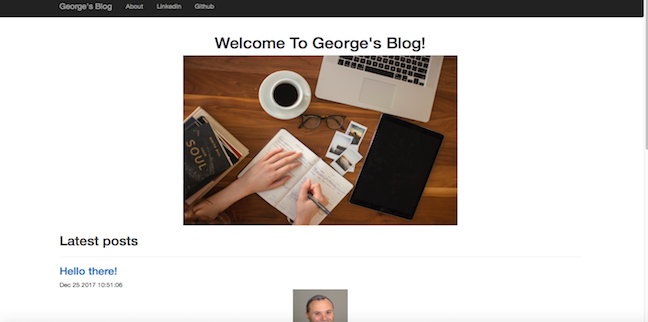 George's Blog About LinkedIn Github
Welcome To George's Blog!
SOUL
Latest posts
Hello there!
Dec 25 2017 10:51:06